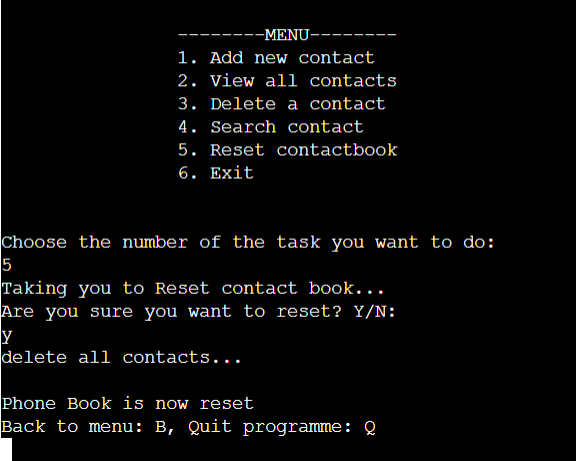 --------MENU--------
1. Add new contact
2. View all contacts
3. Delete a contact
4. Search contact
5. Reset contactbook
6. Exit
Choose the number of the task you want to do:
5
Taking you to Reset contact book...
Are you sure you want to reset? Y/N:
y
delete all contacts...
Phone Book is now reset
Back to menu: B, Quit programme: Q